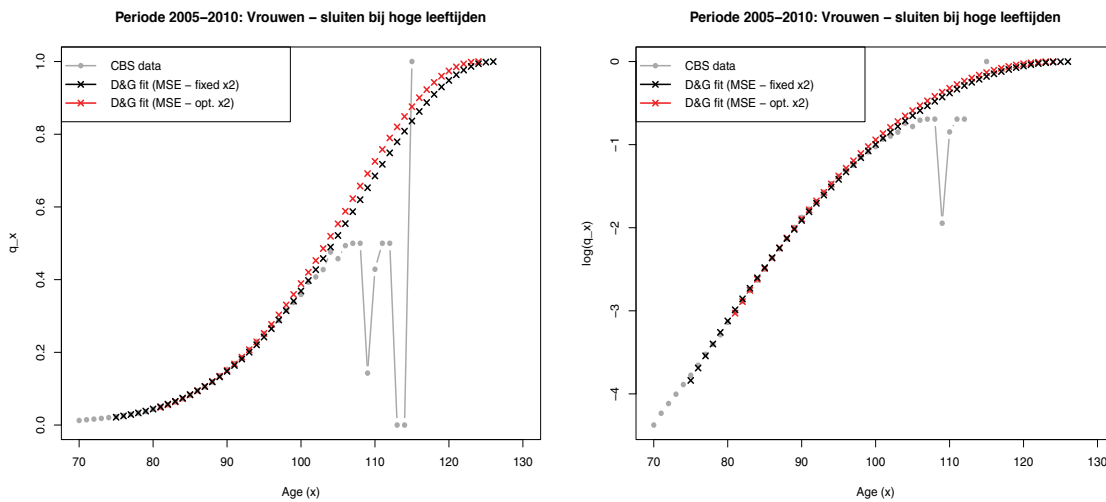 Periode 2005–2010: Vrouwen – sluiten bij hoge leeftijden
CBS data
D&G fit (MSE – fixed x2)
D&G fit (MSE – opt. x2)
q_x
1.0
0.8
0.6
0.4
0.2
0.0
70 80 90 100 110 120 130
Age (x)
Periode 2005–2010: Vrouwen – sluiten bij hoge leeftijden
CBS data
D&G fit (MSE – fixed x2)
D&G fit (MSE – opt. x2)
log(q_x)
0
−1
−2
−3
−4
70 80 90 100 110 120 130
Age (x)